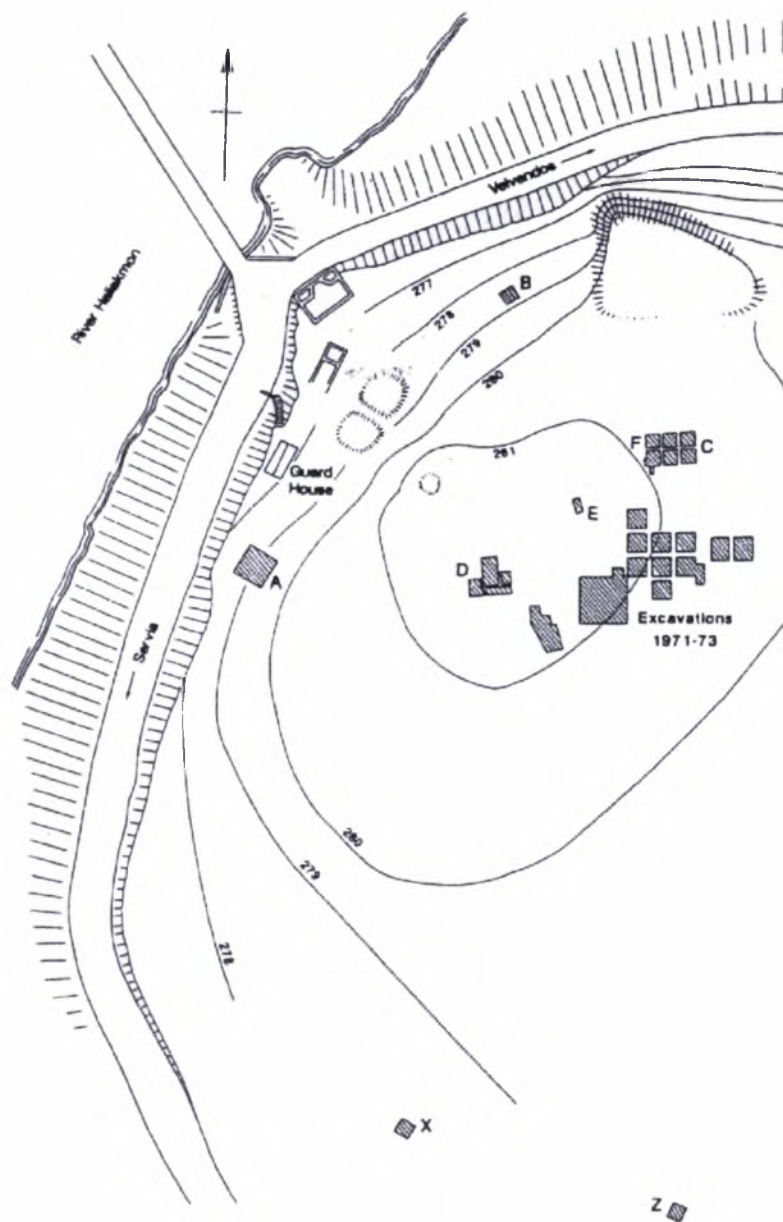 Velvendos
River Haliakmon
277
278
B
279
280
281
F
C
Guard
House
E
A
D
Excavations
1971-73
Servia
280
279
278
X
Z